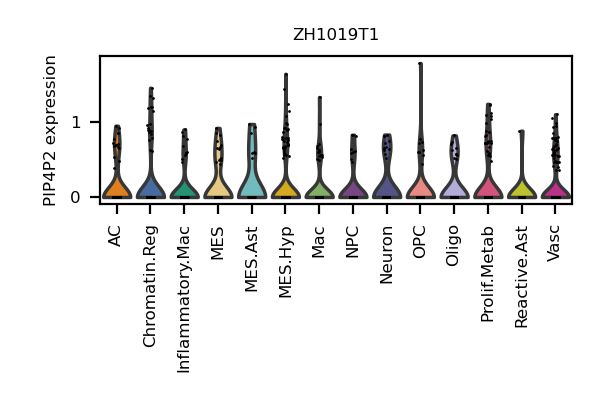 ZH1019T1
PIP4P2 expression
1
0
AC
Chromatin.Reg
Inflammatory.Mac
MES
MES.Ast
MES.Hyp
Mac
NPC
Neuron
OPC
Oligo
Prolif.Metab
Reactive.Ast
Vasc